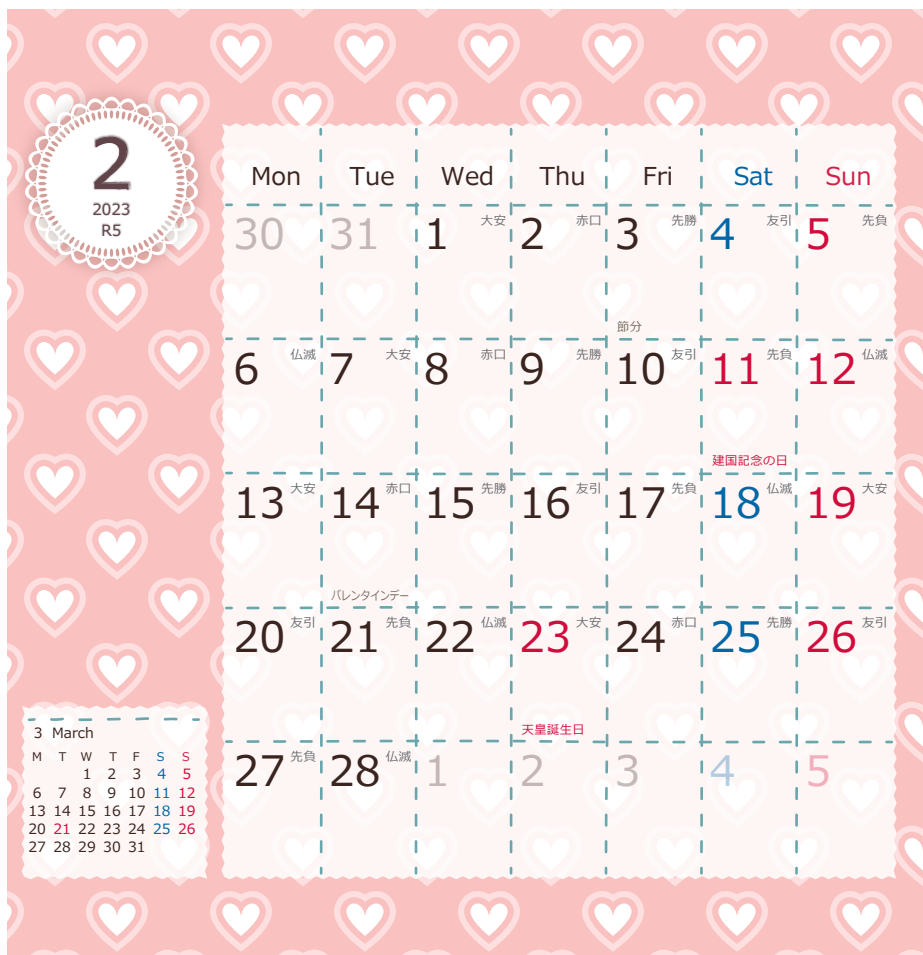 2
2023
R5
Mon Tue Wed Thu Fri Sat Sun
30 31 1 大安 2 赤口 3 先勝 4 友引 5 先負
節分
6 仏滅 7 大安 8 赤口 9 先勝 10 友引 11 先負 12 仏滅
建国記念の日
13 大安 14 赤口 15 先勝 16 友引 17 先負 18 仏滅 19 大安
バレンタインデー
20 友引 21 先負 22 仏滅 23 大安 24 赤口 25 先勝 26 友引
天皇誕生日
27 先負 28 仏滅 1 2 3 4 5
3 March
M T W T F S S
1 2 3 4 5
6 7 8 9 10 11 12
13 14 15 16 17 18 19
20 21 22 23 24 25 26
27 28 29 30 31